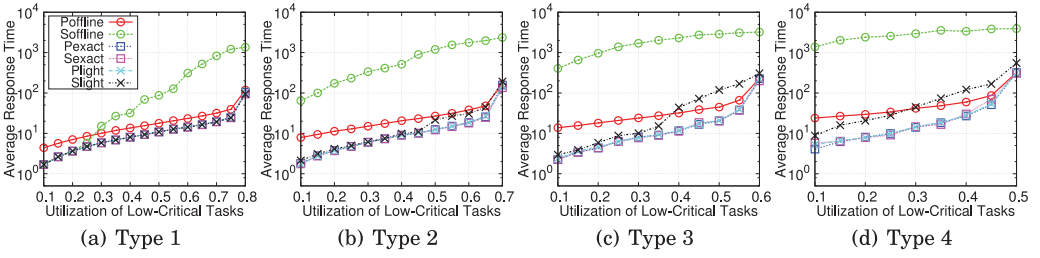 10^4
10^3
10^2
10^1
10^0
Average Response Time
Poffline
Soffline
Pexact
Sexact
Plight
Slight
0.1 0.2 0.3 0.4 0.5 0.6 0.7 0.8
Utilization of Low-Critical Tasks
(a) Type 1
10^4
10^3
10^2
10^1
10^0
Average Response Time
0.1 0.2 0.3 0.4 0.5 0.6 0.7
Utilization of Low-Critical Tasks
(b) Type 2
10^4
10^3
10^2
10^1
10^0
Average Response Time
0.1 0.2 0.3 0.4 0.5 0.6
Utilization of Low-Critical Tasks
(c) Type 3
10^4
10^3
10^2
10^1
10^0
Average Response Time
0.1 0.2 0.3 0.4 0.5
Utilization of Low-Critical Tasks
(d) Type 4